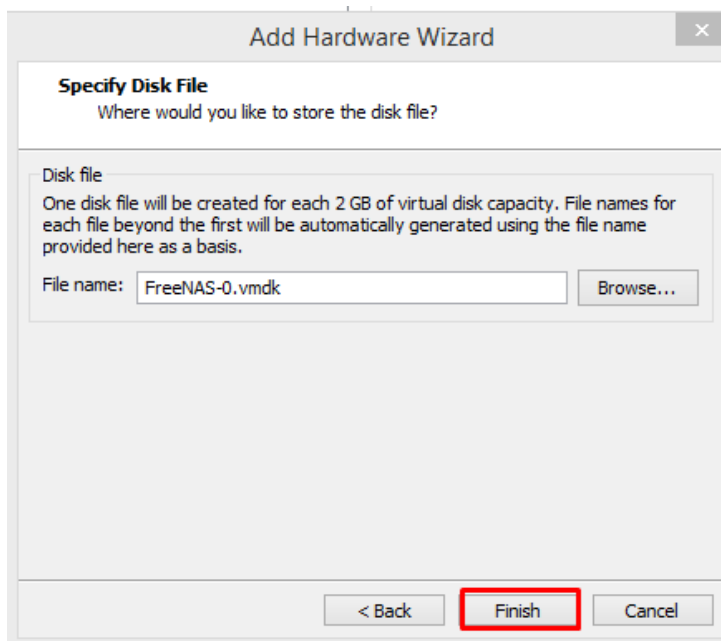 Add Hardware Wizard
Specify Disk File
Where would you like to store the disk file?
Disk file
One disk file will be created for each 2 GB of virtual disk capacity. File names for
each file beyond the first will be automatically generated using the file name
provided here as a basis.
File name: FreeNAS-0.vmdk Browse...
< Back Finish Cancel